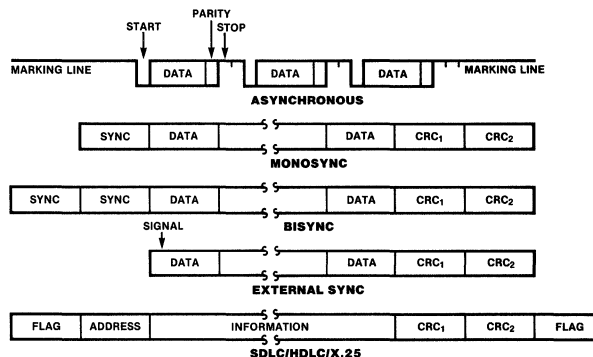 PARITY
START STOP
MARKING LINE DATA DATA DATA MARKING LINE
ASYNCHRONOUS
SYNC DATA DATA CRC1 CRC2
MONOSYNC
SYNC SYNC DATA DATA CRC1 CRC2
BISYNC
SIGNAL
DATA DATA CRC1 CRC2
EXTERNAL SYNC
FLAG ADDRESS INFORMATION CRC1 CRC2 FLAG
SDLC/HDLC/X.25